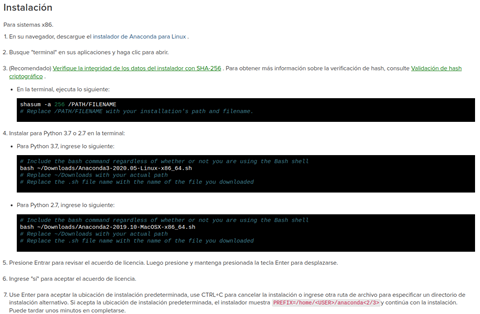 Instalación
Para sistemas x86.
1. En su navegador, descargue el instalador de Anaconda para Linux .
2. Busque "terminal" en sus aplicaciones y haga clic para abrir.
3. (Recomendado) Verifique la integridad de los datos del instalador con SHA-256 . Para obtener más información sobre la verificación de hash, consulte Validación de hash
criptográfico .
• En la terminal, ejecuta lo siguiente:
shasum -a 256 /PATH/FILENAME
# Replace /PATH/FILENAME with your installation's path and filename.
4. Instalar para Python 3.7 o 2.7 en la terminal:
• Para Python 3.7, ingrese lo siguiente:
# Include the bash command regardless of whether or not you are using the Bash shell
bash ~/Downloads/Anaconda3-2020.05-Linux-x86_64.sh
# Replace ~/Downloads with your actual path
# Replace the .sh file name with the name of the file you downloaded
• Para Python 2.7, ingrese lo siguiente:
# Include the bash command regardless of whether or not you are using the Bash shell
bash ~/Downloads/Anaconda2-2019.10-MacOSX-x86_64.sh
# Replace ~/Downloads with your actual path
# Replace the .sh file name with the name of the file you downloaded
5. Presione Entrar para revisar el acuerdo de licencia. Luego presione y mantenga presionada la tecla Enter para desplazarse.
6. Ingrese "sí" para aceptar el acuerdo de licencia.
7. Use Enter para aceptar la ubicación de instalación predeterminada, use CTRL+C para cancelar la instalación o ingrese otra ruta de archivo para especificar un directorio de
instalación alternativo. Si acepta la ubicación de instalación predeterminada, el instalador muestra PREFIX=/home/<USER>/anaconda<2/3> y continúa con la instalación.
Puede tardar unos minutos en completarse.